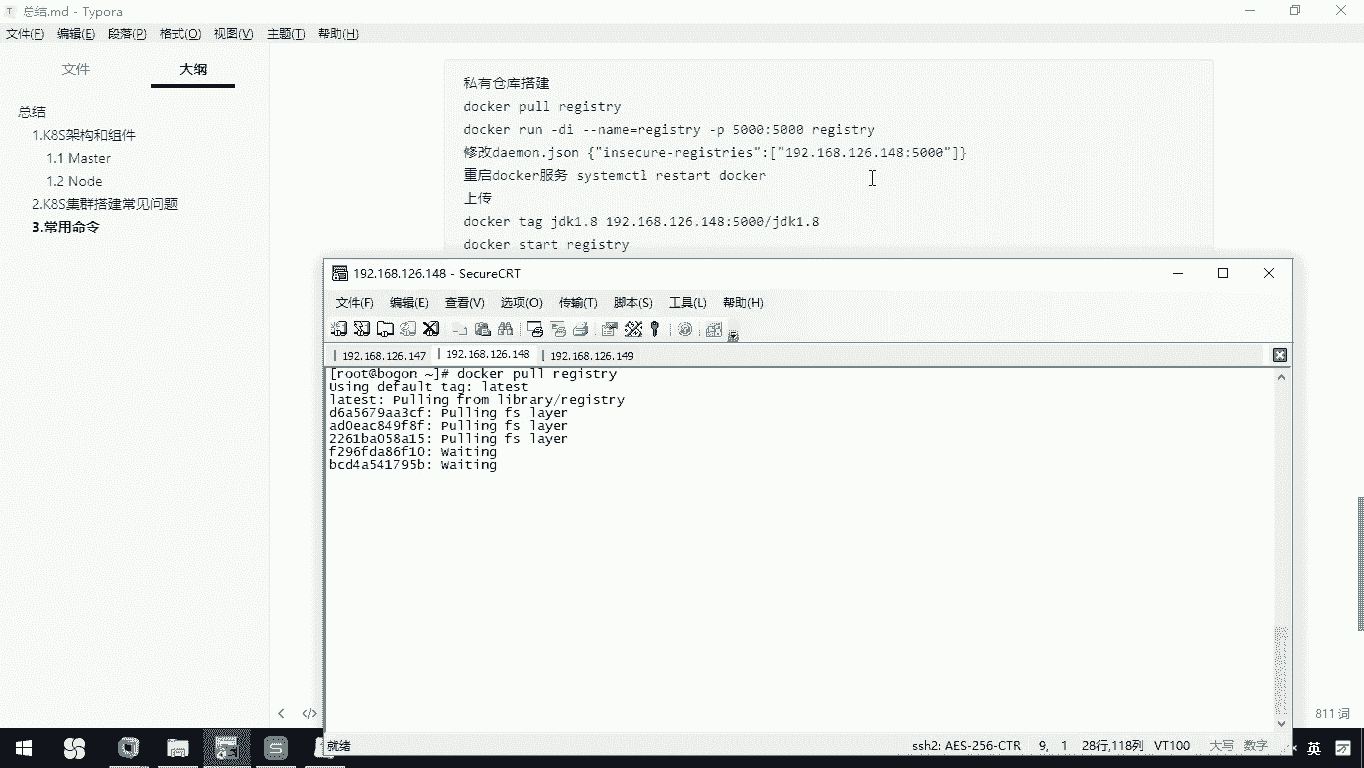 总结.md - Typora
文件(F) 编辑(E) 段落(P) 格式(O) 视图(V) 主题(T) 帮助(H)
文件 大纲
总结
1.K8S架构和组件
1.1 Master
1.2 Node
2.K8S集群搭建常见问题
3.常用命令
私有仓库搭建
docker pull registry
docker run -di --name=registry -p 5000:5000 registry
修改daemon.json {"insecure-registries":["192.168.126.148:5000"]}
重启docker服务 systemctl restart docker
上传
docker tag jdk1.8 192.168.126.148:5000/jdk1.8
docker start registry
192.168.126.148 - SecureCRT
文件(F) 编辑(E) 查看(V) 选项(O) 传输(T) 脚本(S) 工具(L) 帮助(H)
192.168.126.147 192.168.126.148 192.168.126.149
[root@bogon ~]# docker pull registry
Using default tag: latest
latest: Pulling from library/registry
d6a5679aa3cf: Pulling fs layer
ad0eac849f8f: Pulling fs layer
2261ba058a15: Pulling fs layer
f296fda86f10: Waiting
bcd4a541795b: Waiting
811 词
就绪 ssh2: AES-256-CTR 9, 1 28行,118列 VT100 大写 数字
英